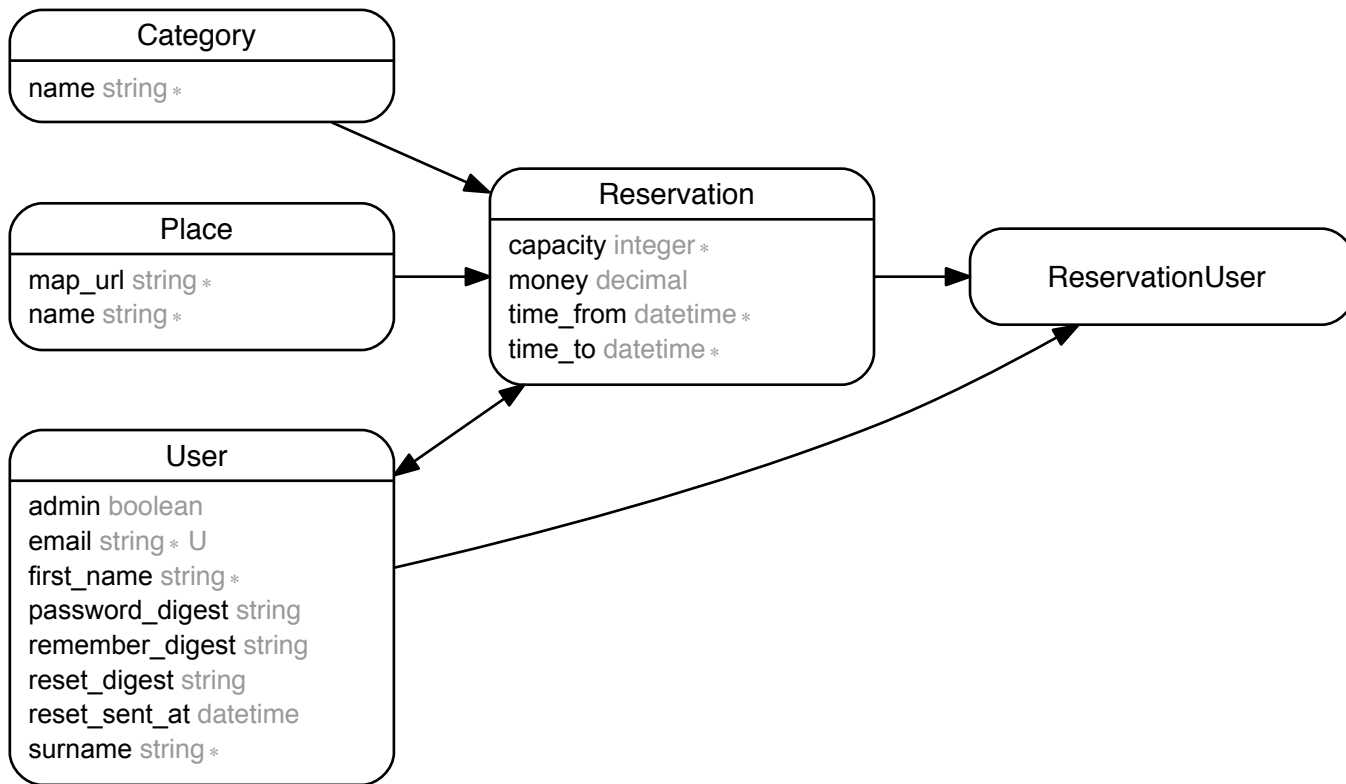 Category
name string *
Place
map_url string *
name string *
User
admin boolean
email string * U
first_name string *
password_digest string
remember_digest string
reset_digest string
reset_sent_at datetime
surname string *
Reservation
capacity integer *
money decimal
time_from datetime *
time_to datetime *
ReservationUser